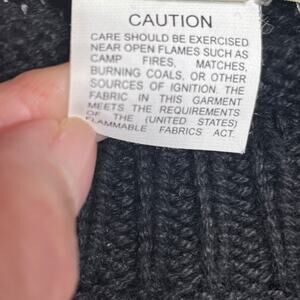 CAUTION
CARE SHOULD BE EXERCISED
NEAR OPEN FLAMES SUCH AS
CAMP FIRES, MATCHES,
BURNING COALS, OR OTHER
SOURCES OF IGNITION. THE
FABRIC IN THIS GARMENT
MEETS THE REQUIREMENTS
OF THE (UNITED STATES)
FLAMMABLE FABRICS ACT.